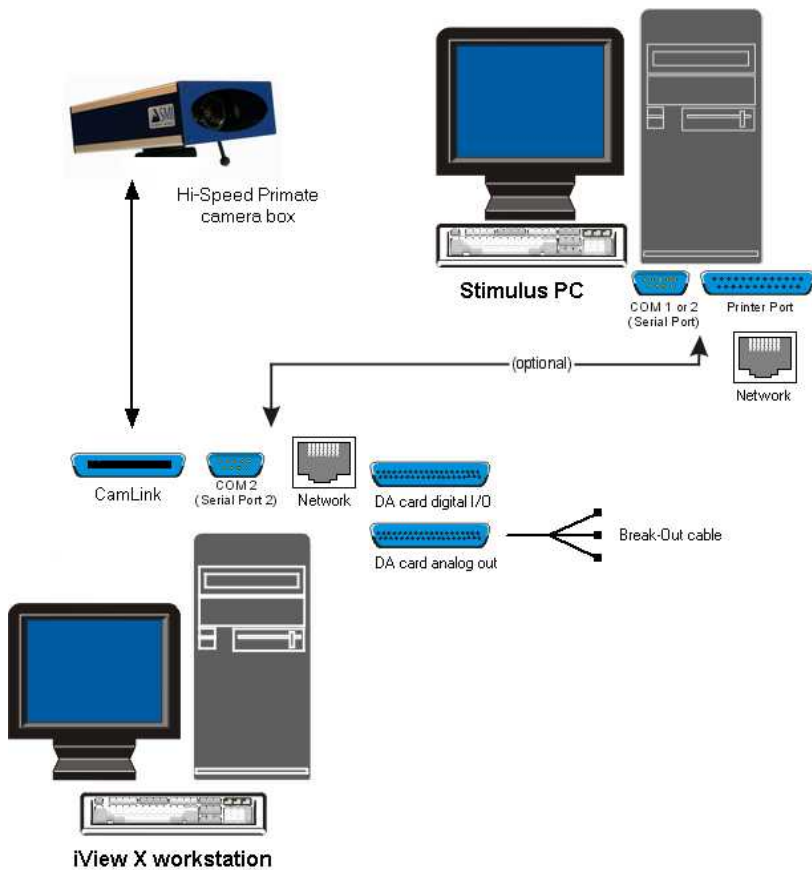 SMI
Hi-Speed Primate
camera box
Stimulus PC
COM 1 or 2
(Serial Port)
Printer Port
(optional)
Network
CamLink
COM 2
(Serial Port 2)
Network
DA card digital I/O
DA card analog out
Break-Out cable
iView X workstation